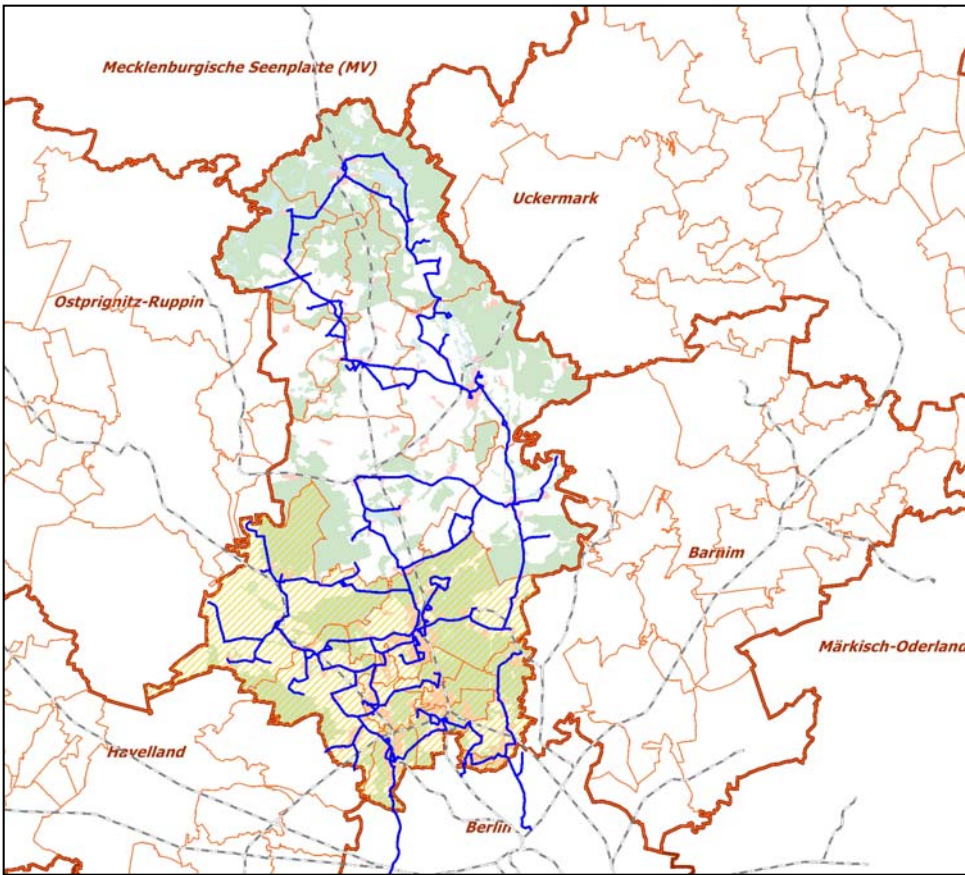 Mecklenburgische Seenplatte (MV)
Uckermark
Ostprignitz-Ruppin
Barnim
Märkisch-Oderland
Havelland
Berlin